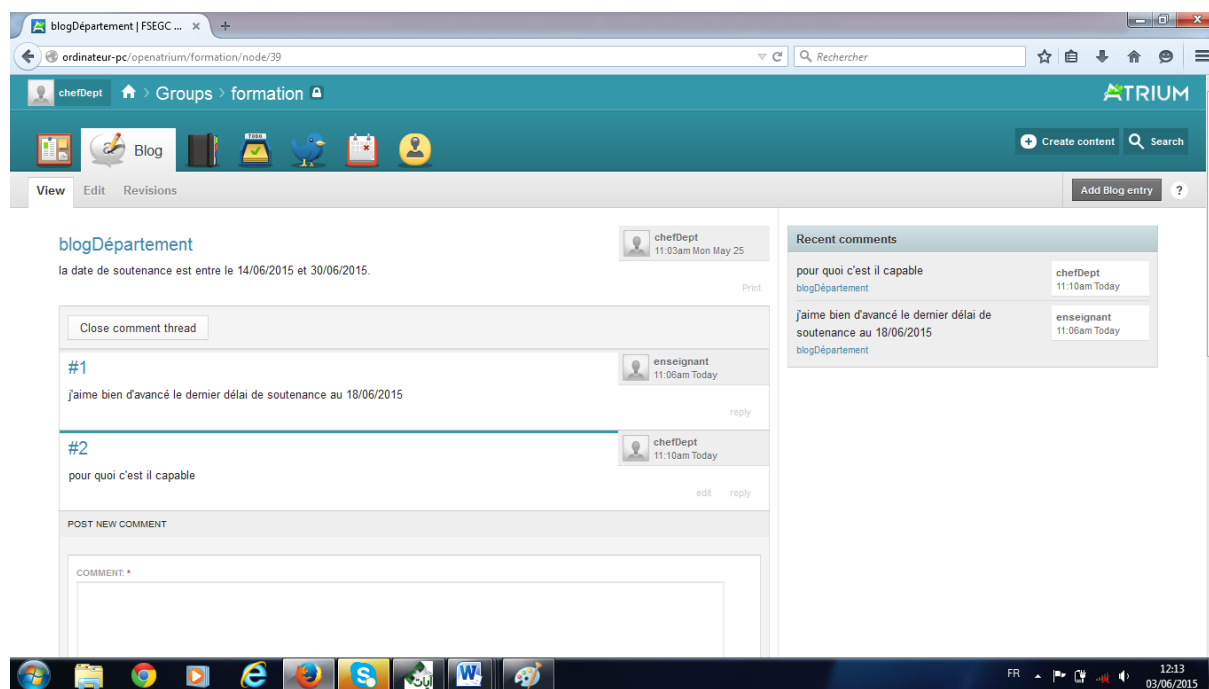 blogDépartement | FSEGC ...
ordinateur-pc/openatrium/formation/node/39
Rechercher
chefDept
Groups
formation
ATRIUM
Blog
TODO
Create content
Search
View
Edit
Revisions
Add Blog entry
?
blogDépartement
chefDept
11:03am Mon May 25
la date de soutenance est entre le 14/06/2015 et 30/06/2015.
Print
Close comment thread
#1
enseignant
11:06am Today
j'aime bien d'avancé le dernier délai de soutenance au 18/06/2015
reply
#2
chefDept
11:10am Today
pour quoi c'est il capable
edit reply
POST NEW COMMENT
COMMENT: *
Recent comments
pour quoi c'est il capable
blogDépartement
chefDept
11:10am Today
j'aime bien d'avancé le dernier délai de
soutenance au 18/06/2015
blogDépartement
enseignant
11:06am Today
آيات
FR
12:13
03/06/2015